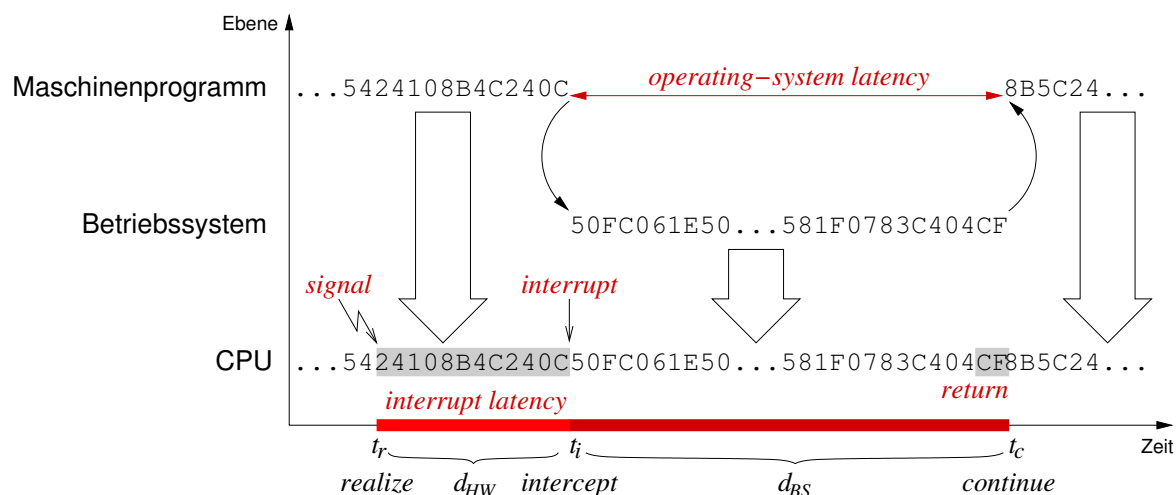 Ebene
Maschinenprogramm ...5424108B4C240C operating-system latency 8B5C24...
Betriebssystem 50FC061E50...581F0783C404CF
signal interrupt
CPU ...5424108B4C240C50FC061E50...581F0783C404CF8B5C24...
interrupt latency return
t_r t_i t_c Zeit
realize d_HW intercept d_BS continue